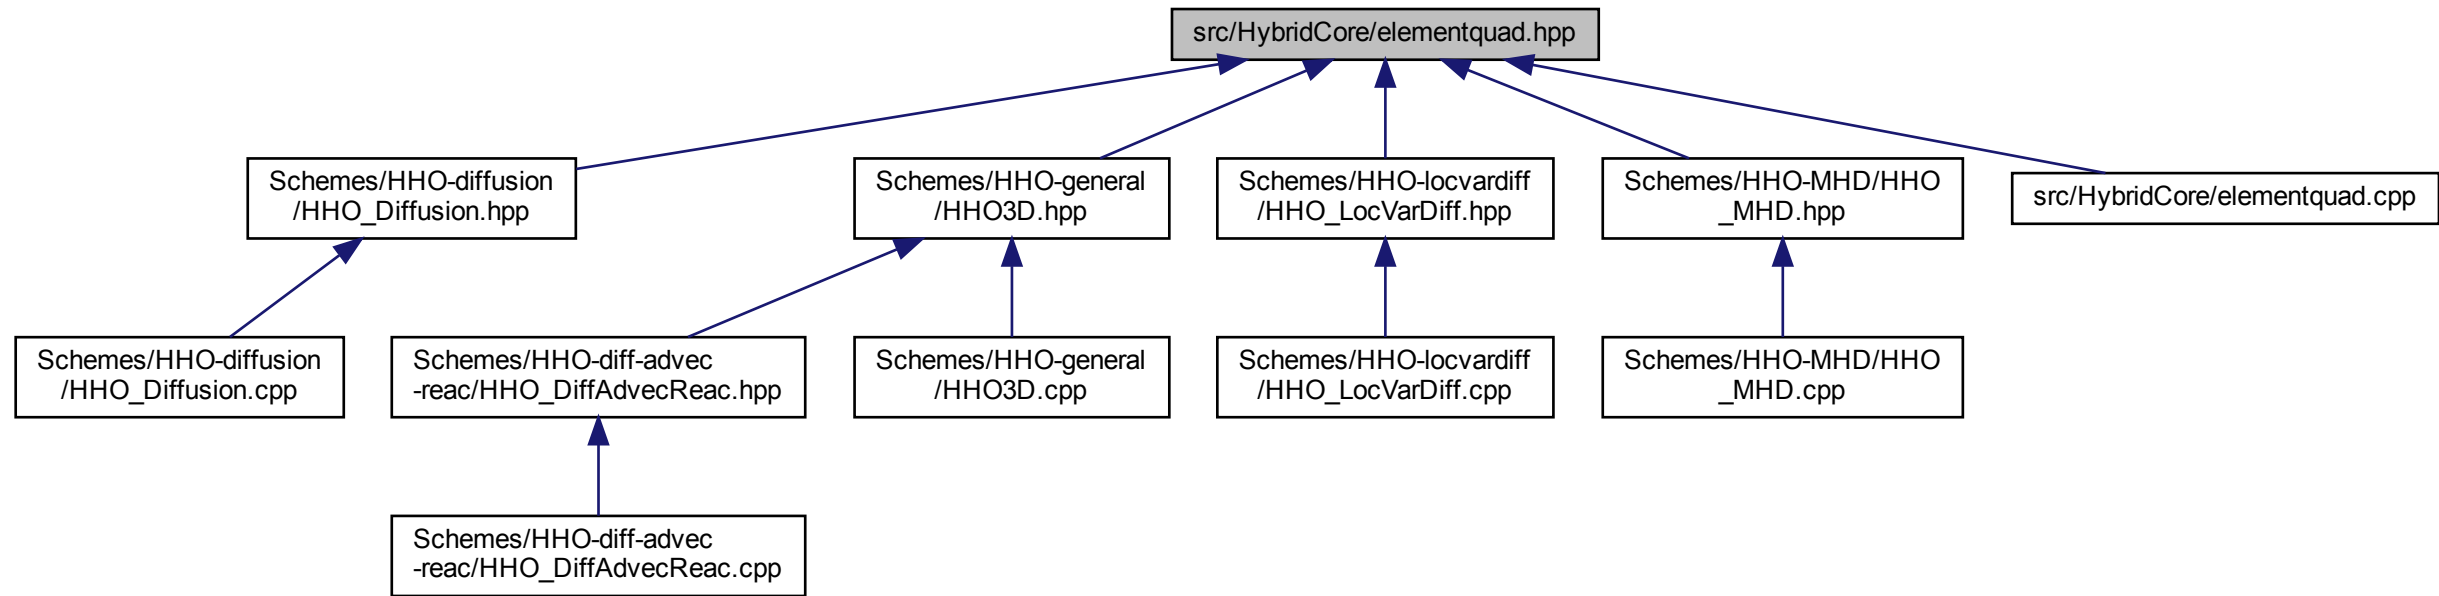 src/HybridCore/elementquad.hpp
Schemes/HHO-diffusion
/HHO_Diffusion.hpp
Schemes/HHO-general
/HHO3D.hpp
Schemes/HHO-locvardiff
/HHO_LocVarDiff.hpp
Schemes/HHO-MHD/HHO
_MHD.hpp
src/HybridCore/elementquad.cpp
Schemes/HHO-diffusion
/HHO_Diffusion.cpp
Schemes/HHO-diff-advec
-reac/HHO_DiffAdvecReac.hpp
Schemes/HHO-general
/HHO3D.cpp
Schemes/HHO-locvardiff
/HHO_LocVarDiff.cpp
Schemes/HHO-MHD/HHO
_MHD.cpp
Schemes/HHO-diff-advec
-reac/HHO_DiffAdvecReac.cpp